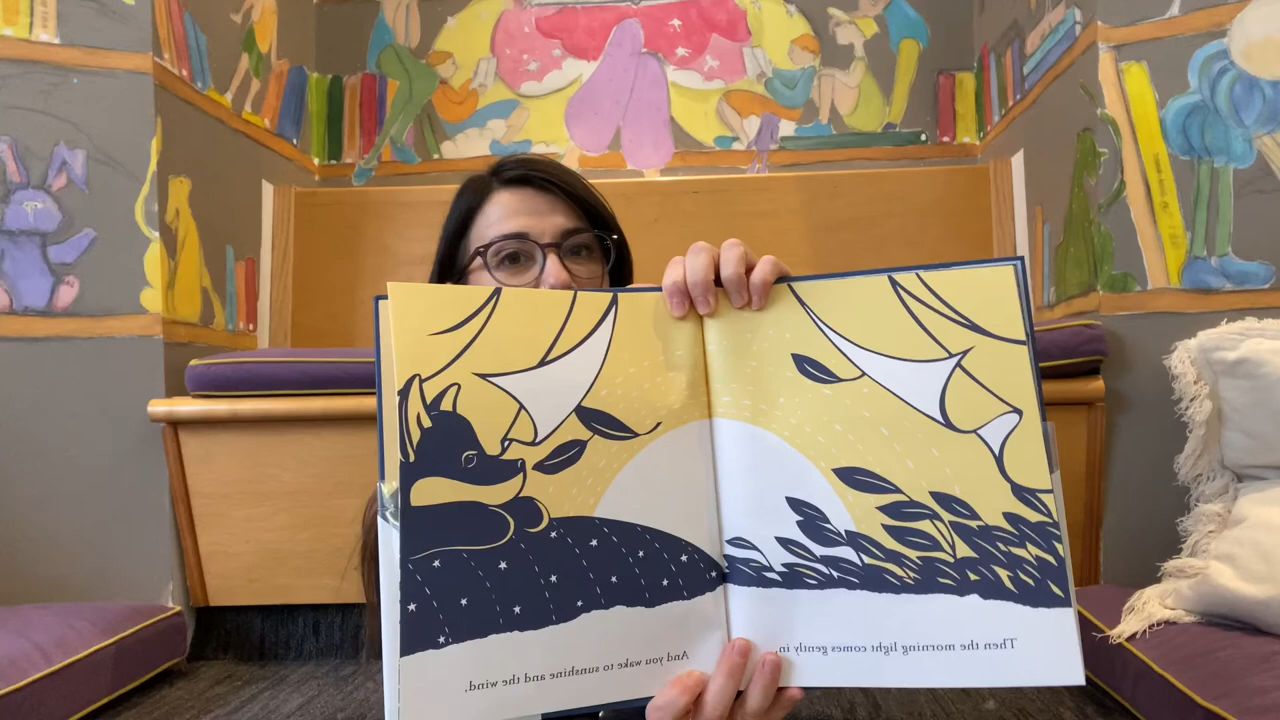 Then the morning light comes gently in,
And you wake to sunshine and the wind,